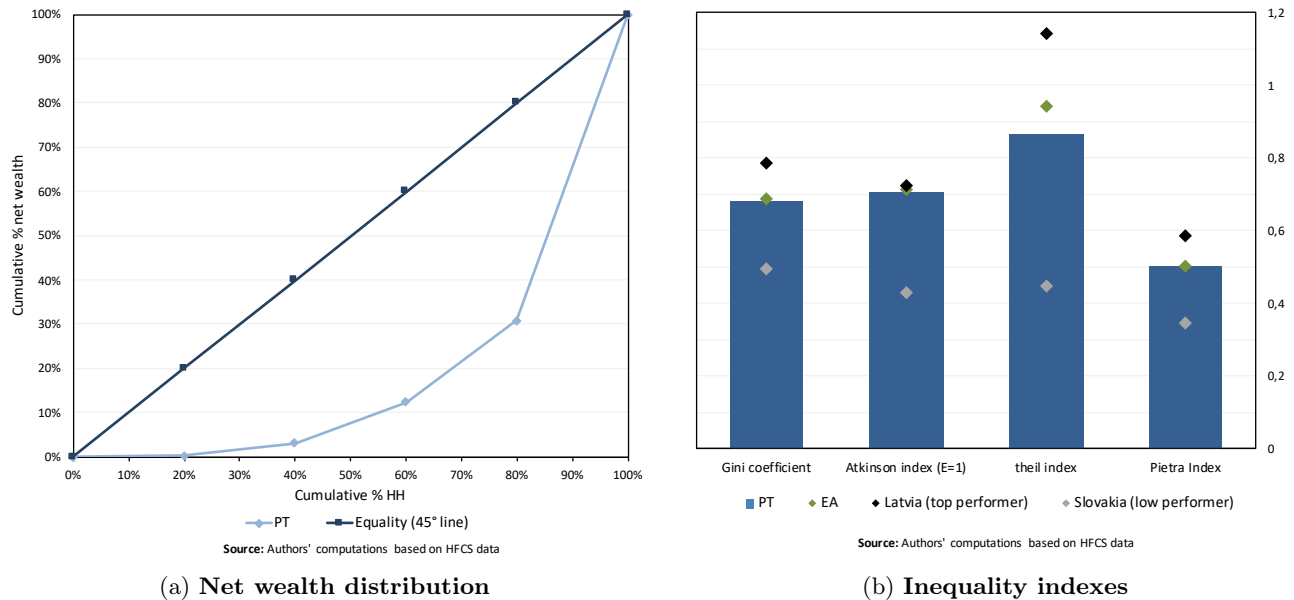 100%
90%
80%
70%
60%
50%
40%
30%
20%
10%
0%
Cumulative % net wealth
0% 10% 20% 30% 40% 50% 60% 70% 80% 90% 100%
Cumulative % HH
PT Equality (45° line)
Source: Authors' computations based on HFCS data
(a) Net wealth distribution
1,2
1
0,8
0,6
0,4
0,2
0
Gini coefficient Atkinson index (E=1) theil index Pietra Index
PT EA Latvia (top performer) Slovakia (low performer)
Source: Authors' computations based on HFCS data
(b) Inequality indexes